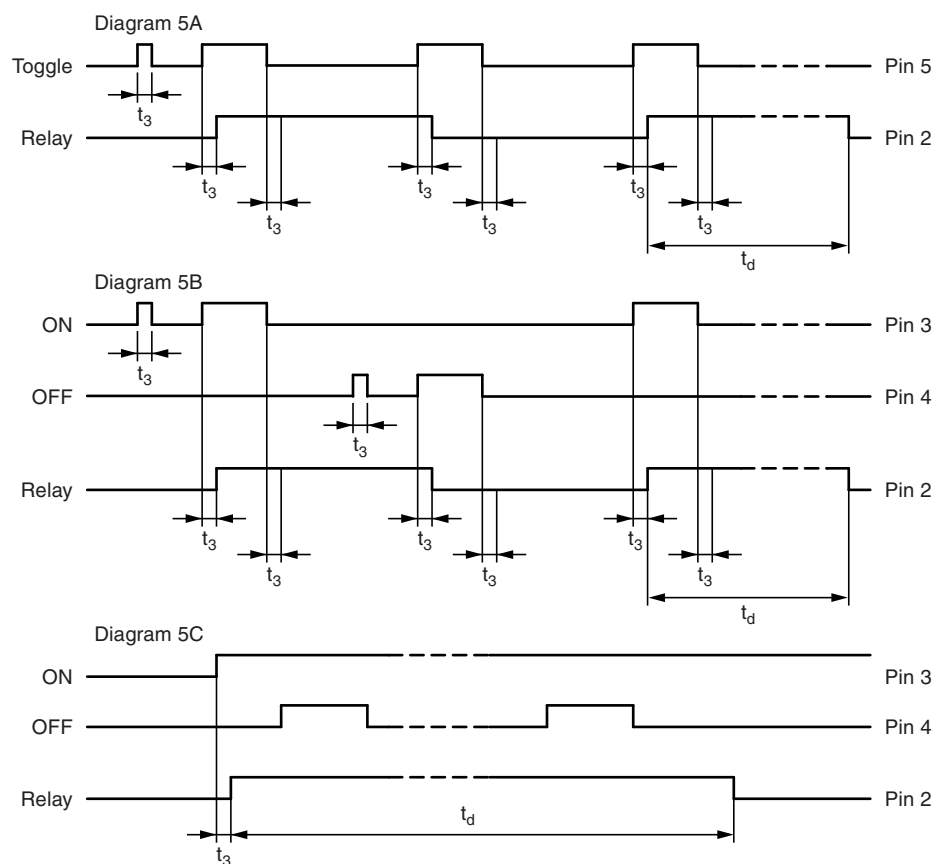 Diagram 5A
Toggle Pin 5
t3
Relay Pin 2
t3 t3 t3
t3 t3 t3
td
Diagram 5B
ON Pin 3
t3
OFF Pin 4
t3
Relay Pin 2
t3 t3 t3
t3 t3 t3
td
Diagram 5C
ON Pin 3
OFF Pin 4
Relay Pin 2
td
t3